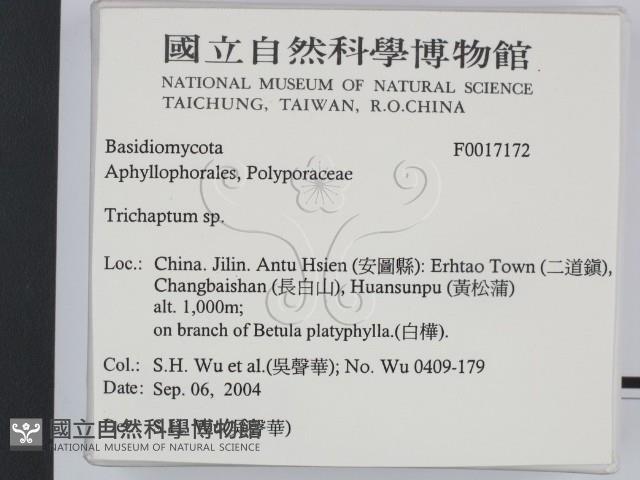 國立自然科學博物館
NATIONAL MUSEUM OF NATURAL SCIENCE
TAICHUNG, TAIWAN, R.O.CHINA
Basidiomycota F0017172
Aphyllophorales, Polyporaceae
Trichaptum sp.
Loc.: China. Jilin. Antu Hsien (安圖縣): Erhtao Town (二道鎮),
Changbaishan (長白山), Huansunpu (黃松蒲)
alt. 1,000m;
on branch of Betula platyphylla.(白樺).
Col.: S.H. Wu et al.(吳聲華); No. Wu 0409-179
Date: Sep. 06, 2004
聲華)
國立自然科學博物館
NATIONAL MUSEUM OF NATURAL SCIENCE